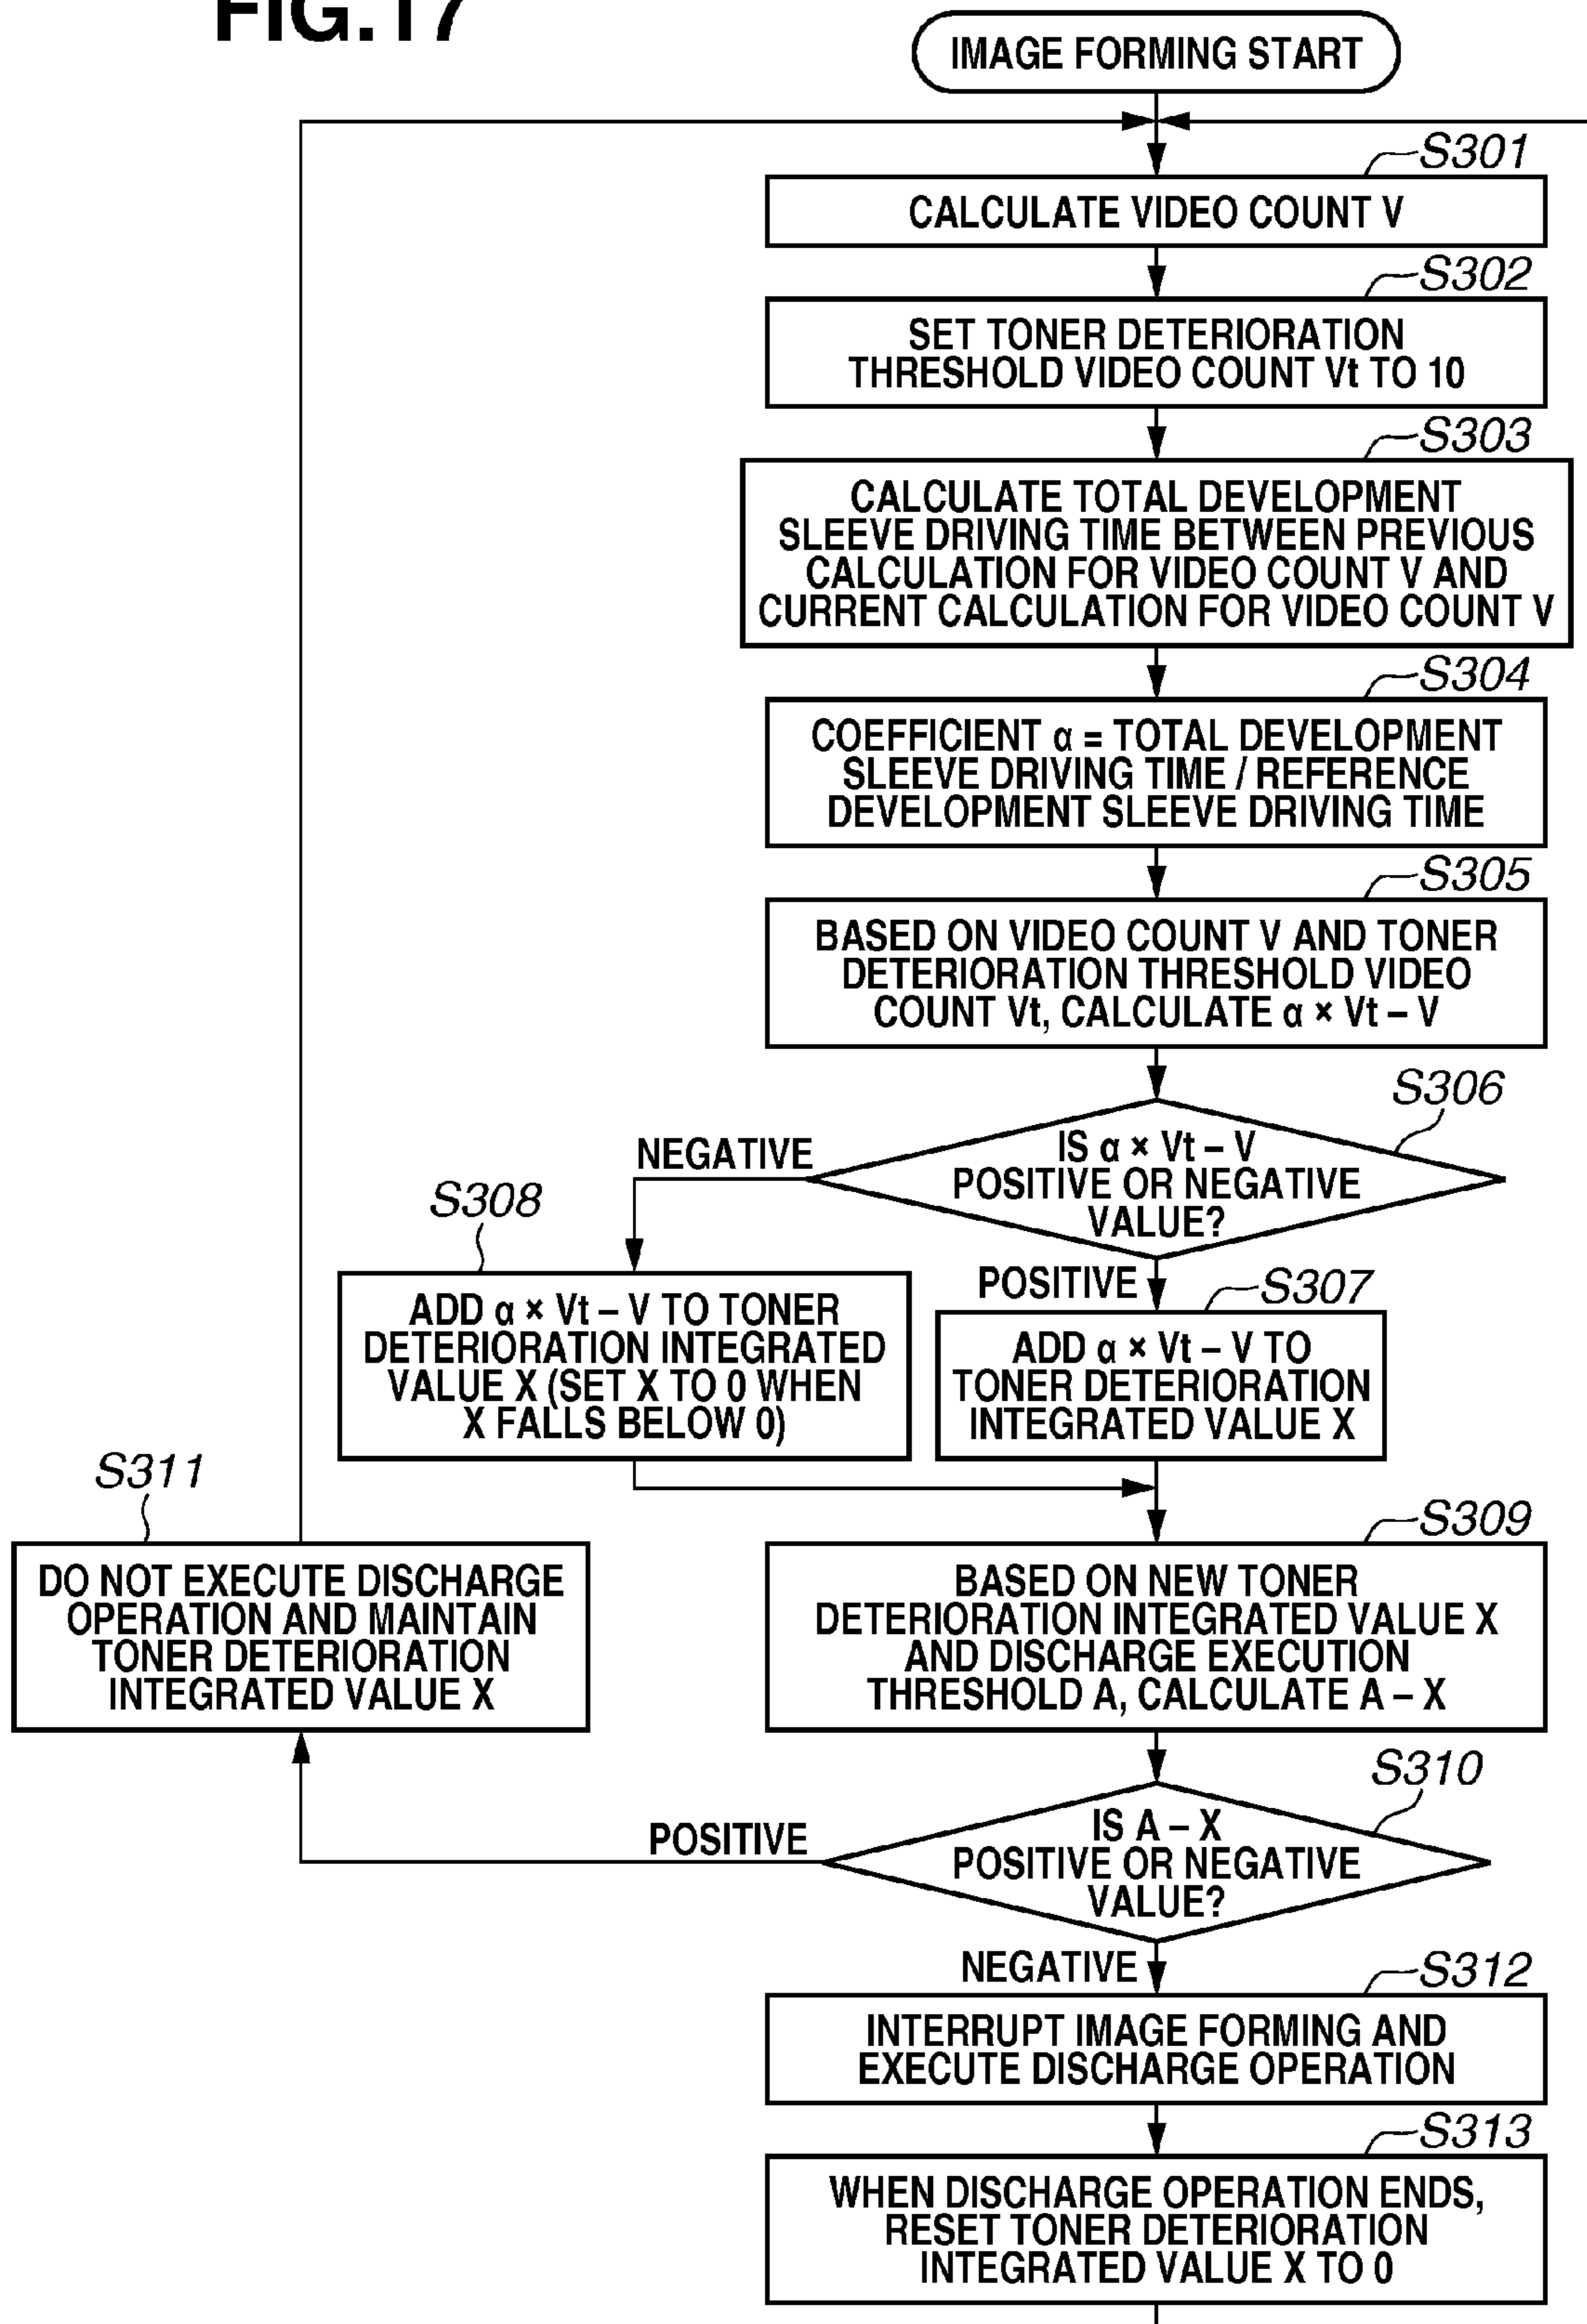 FIG.17
IMAGE FORMING START
S301
CALCULATE VIDEO COUNT V
S302
SET TONER DETERIORATION
THRESHOLD VIDEO COUNT Vt TO 10
S303
CALCULATE TOTAL DEVELOPMENT
SLEEVE DRIVING TIME BETWEEN PREVIOUS
CALCULATION FOR VIDEO COUNT V AND
CURRENT CALCULATION FOR VIDEO COUNT V
S304
COEFFICIENT α = TOTAL DEVELOPMENT
SLEEVE DRIVING TIME / REFERENCE
DEVELOPMENT SLEEVE DRIVING TIME
S305
BASED ON VIDEO COUNT V AND TONER
DETERIORATION THRESHOLD VIDEO
COUNT Vt, CALCULATE α × Vt – V
S306
IS α × Vt – V
POSITIVE OR NEGATIVE
VALUE?
NEGATIVE
S308
ADD α × Vt – V TO TONER
DETERIORATION INTEGRATED
VALUE X (SET X TO 0 WHEN
X FALLS BELOW 0)
POSITIVE
S307
ADD α × Vt – V TO
TONER DETERIORATION
INTEGRATED VALUE X
S311
DO NOT EXECUTE DISCHARGE
OPERATION AND MAINTAIN
TONER DETERIORATION
INTEGRATED VALUE X
S309
BASED ON NEW TONER
DETERIORATION INTEGRATED VALUE X
AND DISCHARGE EXECUTION
THRESHOLD A, CALCULATE A – X
S310
IS A – X
POSITIVE OR NEGATIVE
VALUE?
POSITIVE
NEGATIVE
S312
INTERRUPT IMAGE FORMING AND
EXECUTE DISCHARGE OPERATION
S313
WHEN DISCHARGE OPERATION ENDS,
RESET TONER DETERIORATION
INTEGRATED VALUE X TO 0